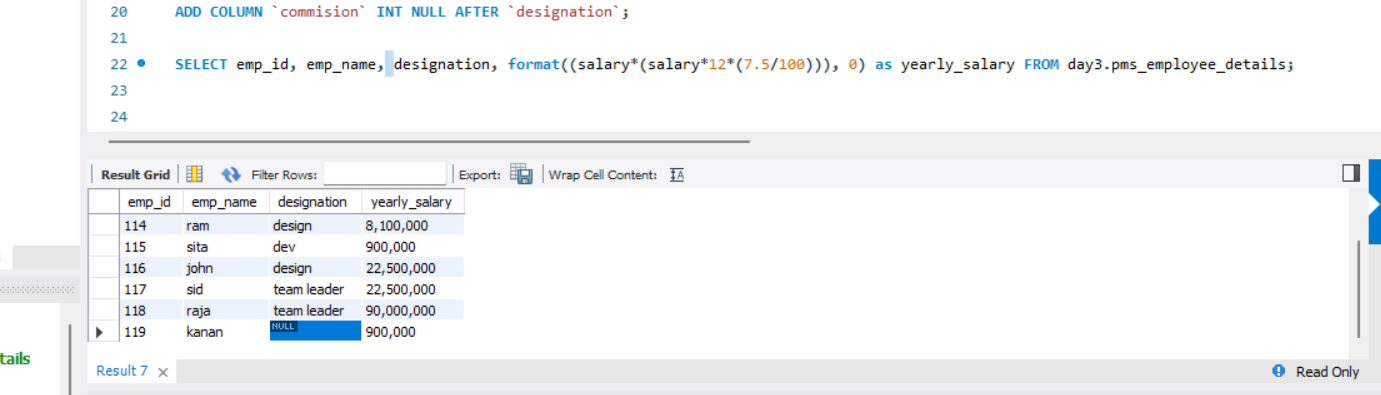 20 ADD COLUMN `commision` INT NULL AFTER `designation`;
21
22 SELECT emp_id, emp_name, designation, format((salary*(salary*12*(7.5/100))), 0) as yearly_salary FROM day3.pms_employee_details;
23
24
Result Grid Filter Rows: Export: Wrap Cell Content:
emp_id emp_name designation yearly_salary
114 ram design 8,100,000
115 sita dev 900,000
116 john design 22,500,000
117 sid team leader 22,500,000
118 raja team leader 90,000,000
119 kanan NULL 900,000
tails
Result 7 Read Only